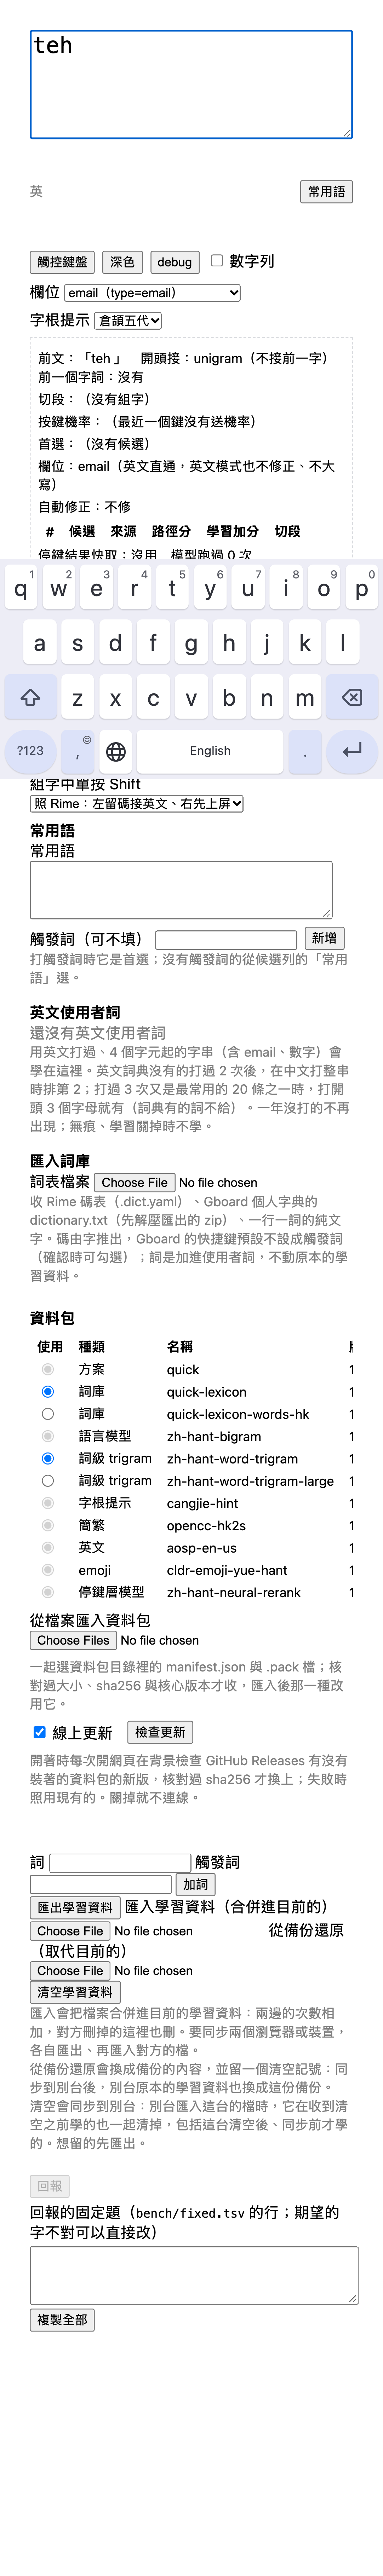 teh
英 常用語
觸控鍵盤 深色 debug 數字列
欄位 email（type=email）
字根提示 倉頡五代
前文：「teh 」 開頭接：unigram（不接前一字）
前一個字詞：沒有
切段：（沒有組字）
按鍵機率：（最近一個鍵沒有送機率）
首選：（沒有候選）
欄位：email（英文直通，英文模式也不修正、不大
寫）
自動修正：不修
# 候選 來源 路徑分 學習加分 切段
停鍵結果快取：沒用 模型跑過 0 次
q1 w2 e3 r4 t5 y6 u7 i8 o9 p0
a s d f g h j k l
z x c v b n m
?123 , English .
組字中單按 Shift
照 Rime：左留碼接英文、右先上屏
常用語
常用語
觸發詞（可不填） 新增
打觸發詞時它是首選；沒有觸發詞的從候選列的「常用
語」選。
英文使用者詞
還沒有英文使用者詞
用英文打過、4 個字元起的字串（含 email、數字）會
學在這裡。英文詞典沒有的打過 2 次後，在中文打整串
時排第 2；打過 3 次又是最常用的 20 條之一時，打開
頭 3 個字母就有（詞典有的詞不給）。一年沒打的不再
出現；無痕、學習關掉時不學。
匯入詞庫
詞表檔案 Choose File No file chosen
收 Rime 碼表（.dict.yaml）、Gboard 個人字典的
dictionary.txt（先解壓匯出的 zip）、一行一詞的純文
字。碼由字推出，Gboard 的快捷鍵預設不設成觸發詞
（確認時可勾選）；詞是加進使用者詞，不動原本的學
習資料。
資料包
使用 種類 名稱
方案 quick 1
詞庫 quick-lexicon 1
詞庫 quick-lexicon-words-hk 1
語言模型 zh-hant-bigram 1
詞級 trigram zh-hant-word-trigram 1
詞級 trigram zh-hant-word-trigram-large 1
字根提示 cangjie-hint 1
簡繁 opencc-hk2s 1
英文 aosp-en-us 1
emoji cldr-emoji-yue-hant 1
停鍵層模型 zh-hant-neural-rerank 1
從檔案匯入資料包
Choose Files No file chosen
一起選資料包目錄裡的 manifest.json 與 .pack 檔；核
對過大小、sha256 與核心版本才收，匯入後那一種改
用它。
線上更新 檢查更新
開著時每次開網頁在背景檢查 GitHub Releases 有沒有
裝著的資料包的新版，核對過 sha256 才換上；失敗時
照用現有的。關掉就不連線。
詞 觸發詞
加詞
匯出學習資料 匯入學習資料（合併進目前的）
Choose File No file chosen 從備份還原
（取代目前的）
Choose File No file chosen
清空學習資料
匯入會把檔案合併進目前的學習資料：兩邊的次數相
加，對方刪掉的這裡也刪。要同步兩個瀏覽器或裝置，
各自匯出、再匯入對方的檔。
從備份還原會換成備份的內容，並留一個清空記號：同
步到別台後，別台原本的學習資料也換成這份備份。
清空會同步到別台：別台匯入這台的檔時，它在收到清
空之前學的也一起清掉，包括這台清空後、同步前才學
的。想留的先匯出。
回報
回報的固定題（bench/fixed.tsv 的行；期望的
字不對可以直接改）
複製全部